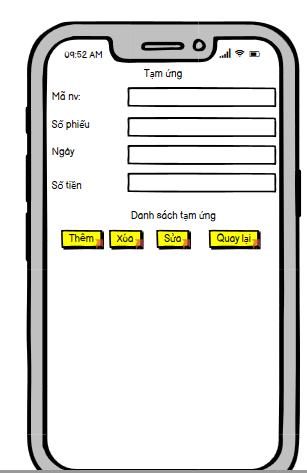 09:52 AM
Tạm ứng
Mã nv:
Số phiếu
Ngày
Số tiền
Danh sách tạm ứng
Thêm Xóa Sửa Quay lại